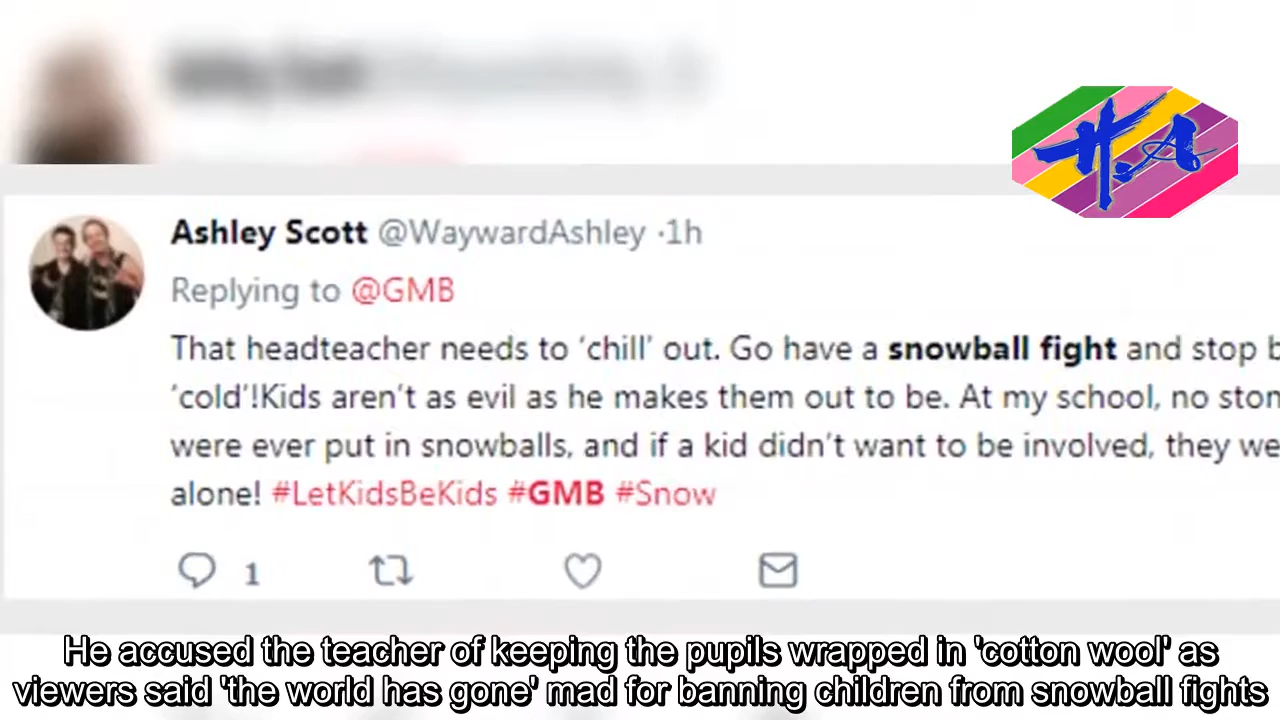 H.A
Ashley Scott @WaywardAshley ·1h
Replying to @GMB
That headteacher needs to ‘chill’ out. Go have a snowball fight and stop
‘cold’!Kids aren’t as evil as he makes them out to be. At my school, no
were ever put in snowballs, and if a kid didn’t want to be involved, they
alone! #LetKidsBeKids #GMB #Snow
1
He accused the teacher of keeping the pupils wrapped in 'cotton wool' as
viewers said 'the world has gone' mad for banning children from snowball fights